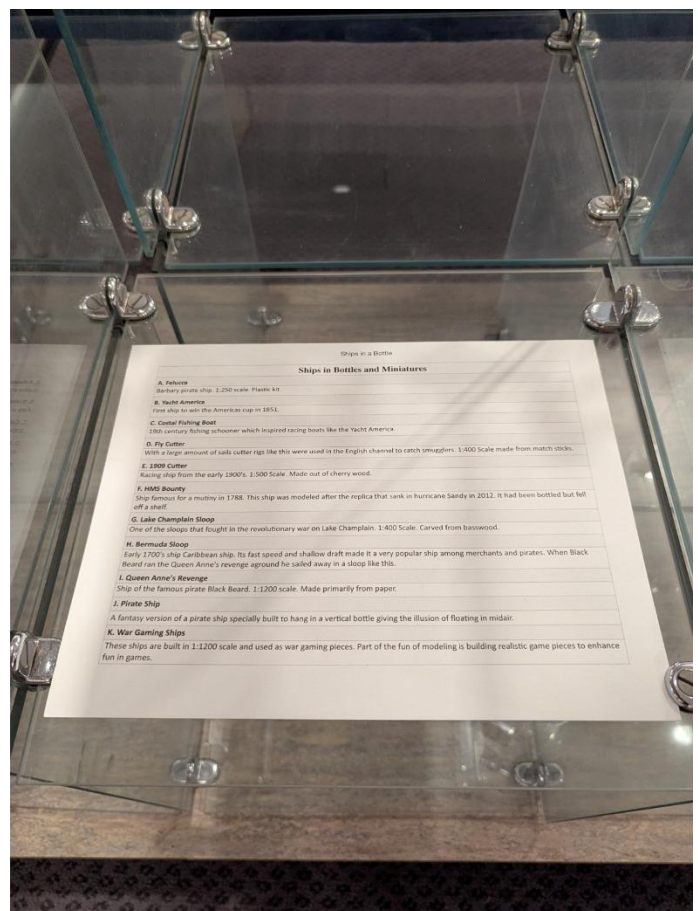 Ships in a Bottle
Ships in Bottles and Miniatures
A. Felucca
Barbary pirate ship. 1:250 scale. Plastic kit.
B. Yacht America
First ship to win the Americas cup in 1851.
C. Costal Fishing Boat
19th century fishing schooner which inspired racing boats like the Yacht America.
D. Fly Cutter
With a large amount of sails cutter rigs like this were used in the English channel to catch smugglers. 1:400 Scale made from match sticks.
E. 1909 Cutter
Racing ship from the early 1900's. 1:500 Scale. Made out of cherry wood.
F. HMS Bounty
Ship famous for a mutiny in 1788. This ship was modeled after the replica that sank in hurricane Sandy in 2012. It had been bottled but fell
off a shelf.
G. Lake Champlain Sloop
One of the sloops that fought in the revolutionary war on Lake Champlain. 1:400 Scale. Carved from basswood.
H. Bermuda Sloop
Early 1700's ship Caribbean ship. Its fast speed and shallow draft made it a very popular ship among merchants and pirates. When Black
Beard ran the Queen Anne's revenge aground he sailed away in a sloop like this.
I. Queen Anne's Revenge
Ship of the famous pirate Black Beard. 1:1200 scale. Made primarily from paper.
J. Pirate Ship
A fantasy version of a pirate ship specially built to hang in a vertical bottle giving the illusion of floating in midair.
K. War Gaming Ships
These ships are built in 1:1200 scale and used as war gaming pieces. Part of the fun of modeling is building realistic game pieces to enhance
fun in games.